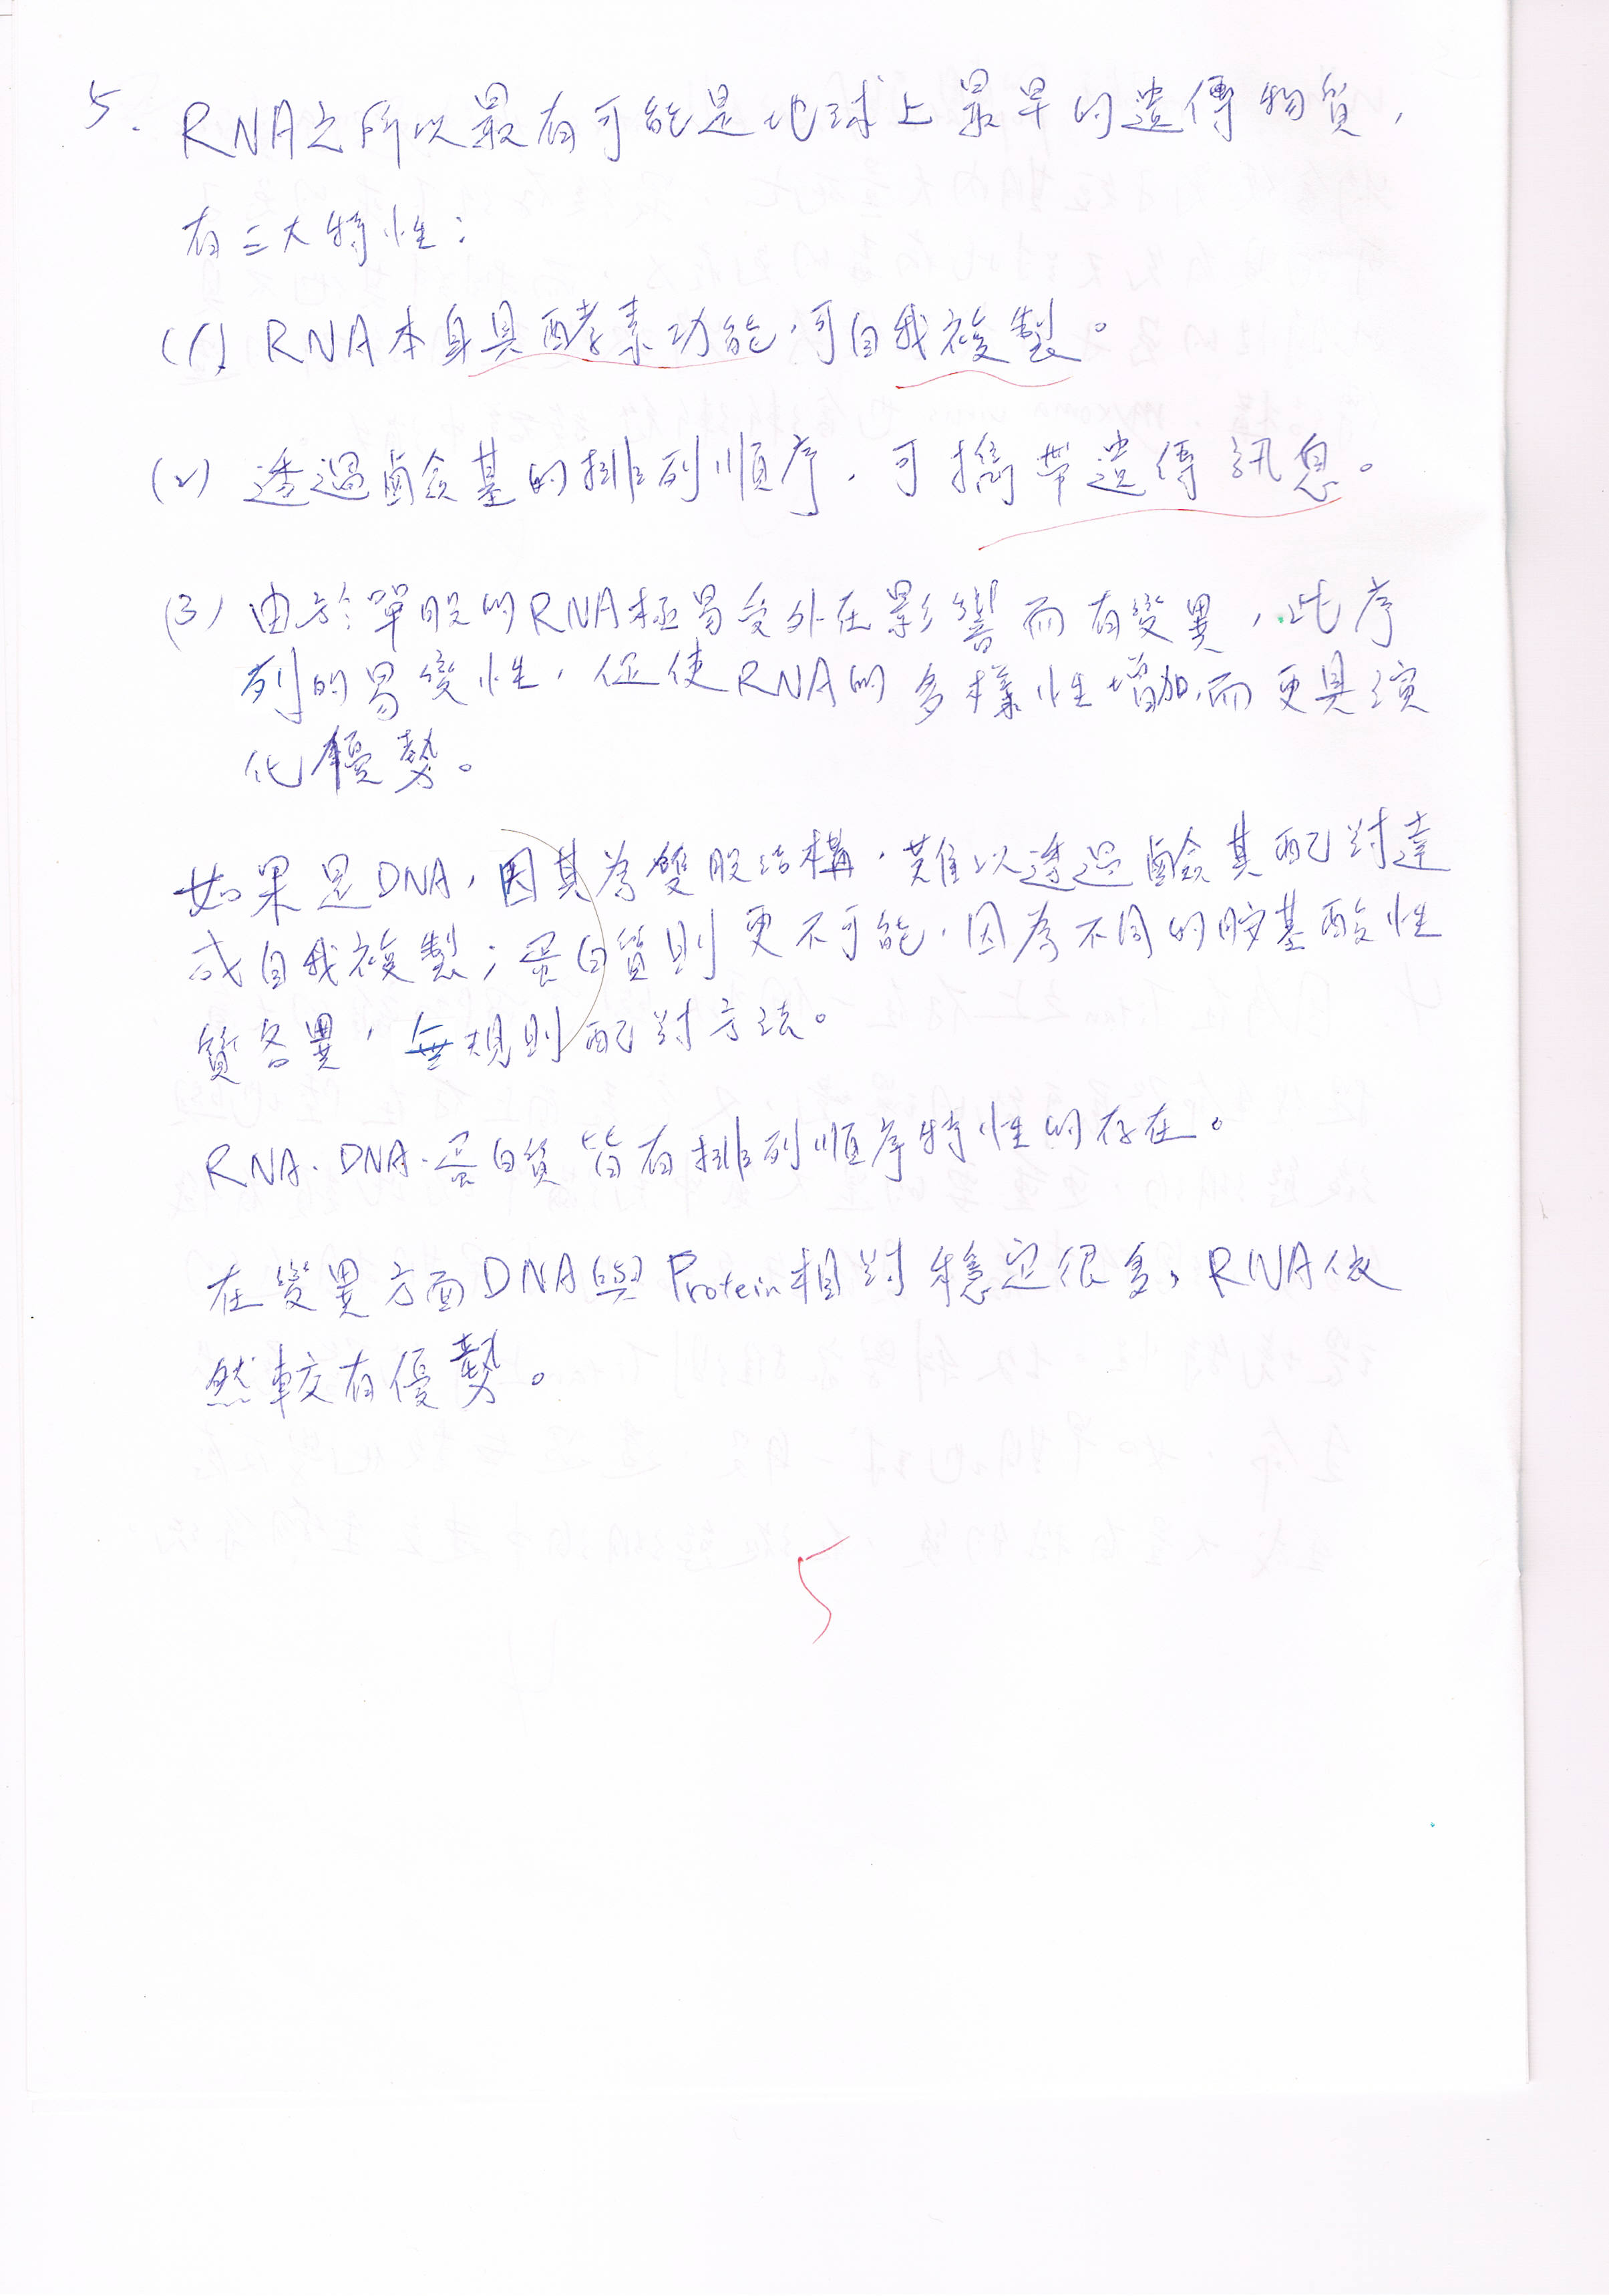 5. RNA之所以最有可能是地球上最早的遺傳物質,
有三大特性:
(1) RNA本身具酵素功能,可自我複製。
(2) 透過鹼基的排列順序,可攜帶遺傳訊息。
(3) 由於單股的RNA極易受外在影響而有變異,此序
列的易變性,促使RNA的多樣性增加,而更具演
化優勢。
如果是DNA,因其為雙股結構,難以透過鹼基配對達
成自我複製;蛋白質則更不可能,因為不同的胺基酸性
質各異,無規則配對方法。
RNA、DNA、蛋白質皆有排列順序特性的存在。
在變異方面DNA與Protein相對穩定很多,RNA依
然較有優勢。
5